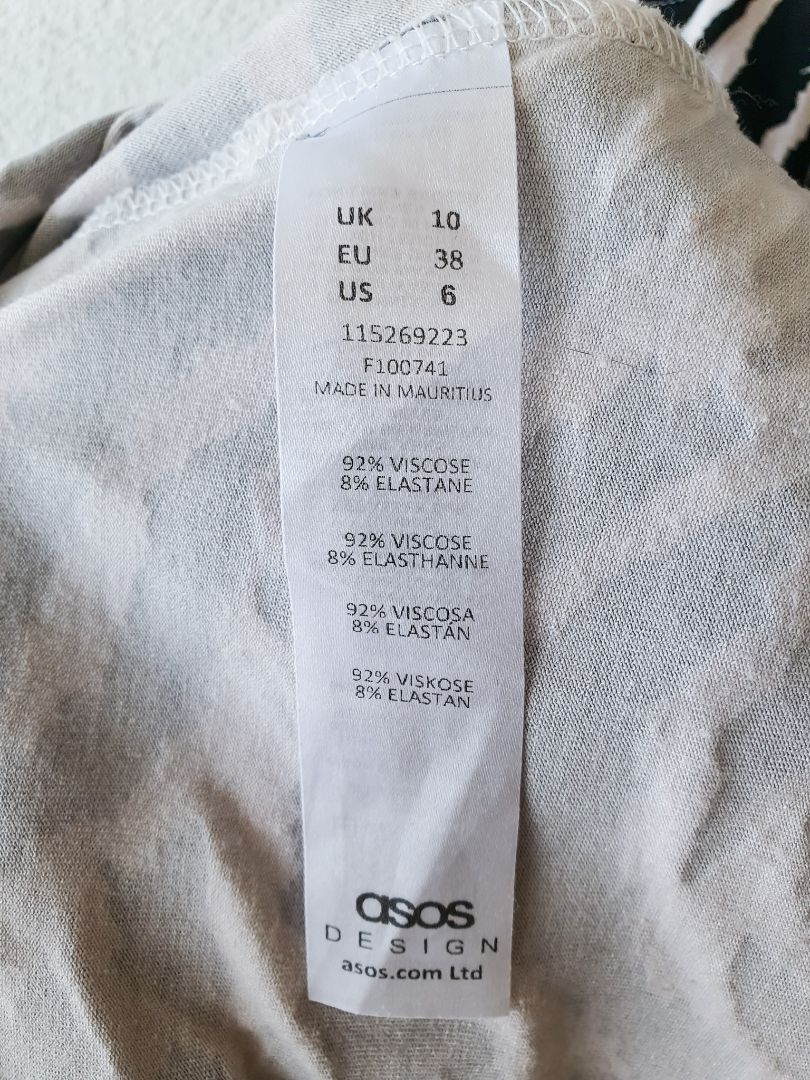 UK 10
EU 38
US 6
115269223
F100741
MADE IN MAURITIUS
92% VISCOSE
8% ELASTANE
92% VISCOSE
8% ELASTHANNE
92% VISCOSA
8% ELASTÁN
92% VISKOSE
8% ELASTAN
asos
DESIGN
asos.com Ltd